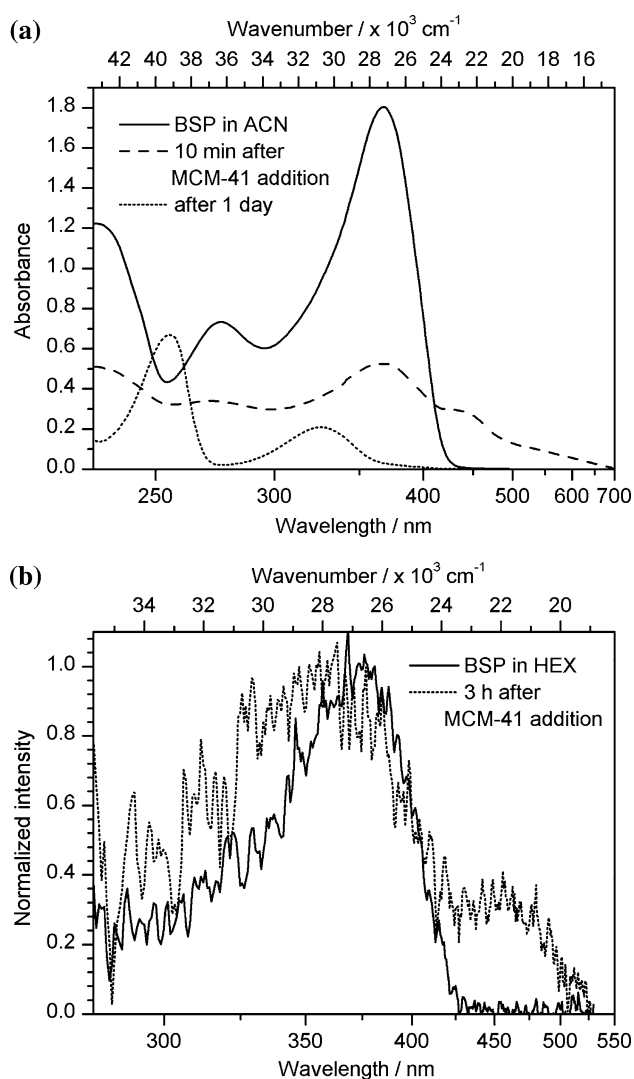 (a)
Wavenumber / x 10³ cm⁻¹
42 40 38 36 34 32 30 28 26 24 22 20 18 16
1.8
1.6
1.4
1.2
1.0
0.8
0.6
0.4
0.2
0.0
Absorbance
BSP in ACN
10 min after
MCM-41 addition
after 1 day
250 300 400 500 600 700
Wavelength / nm
(b)
Wavenumber / x 10³ cm⁻¹
34 32 30 28 26 24 22 20
1.0
0.8
0.6
0.4
0.2
0.0
Normalized intensity
BSP in HEX
3 h after
MCM-41 addition
300 350 400 450 500 550
Wavelength / nm